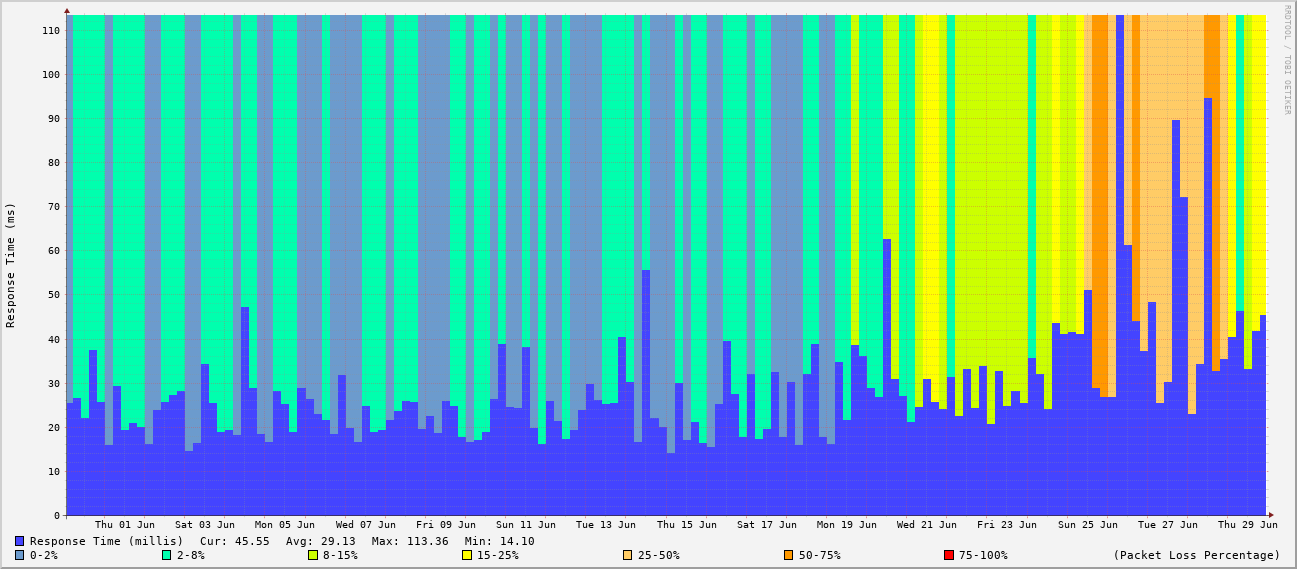 RRDTOOL / TOBI OETIKER
Response Time (ms)
110
100
90
80
70
60
50
40
30
20
10
0
Thu 01 Jun Sat 03 Jun Mon 05 Jun Wed 07 Jun Fri 09 Jun Sun 11 Jun Tue 13 Jun Thu 15 Jun Sat 17 Jun Mon 19 Jun Wed 21 Jun Fri 23 Jun Sun 25 Jun Tue 27 Jun Thu 29 Jun
Response Time (millis) Cur: 45.55 Avg: 29.13 Max: 113.36 Min: 14.10
0-2% 2-8% 8-15% 15-25% 25-50% 50-75% 75-100% (Packet Loss Percentage)